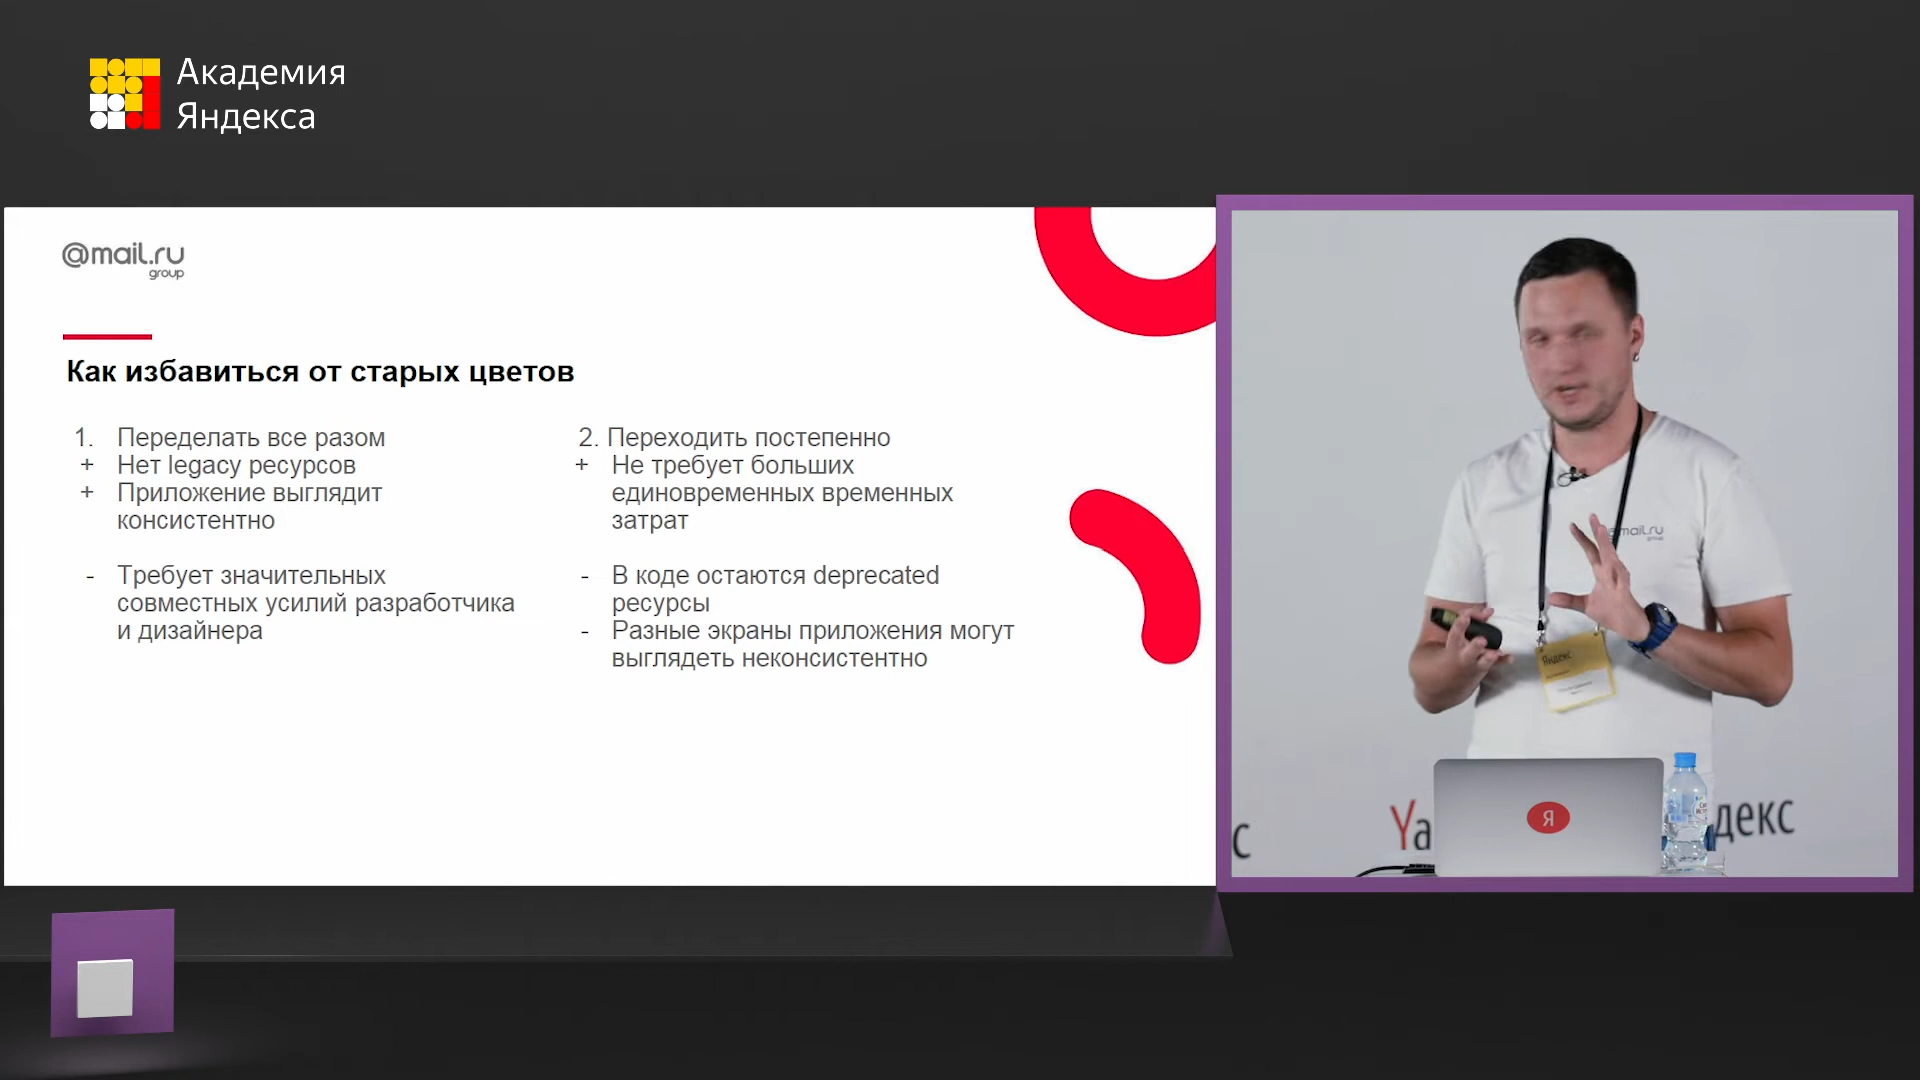 Академия
Яндекса
@mail.ru
group
Как избавиться от старых цветов
1. Переделать все разом
+ Нет legacy ресурсов
+ Приложение выглядит
консистентно
- Требует значительных
совместных усилий разработчика
и дизайнера
2. Переходить постепенно
+ Не требует больших
единовременных временных
затрат
- В коде остаются deprecated
ресурсы
- Разные экраны приложения могут
выглядеть неконсистентно
@mail.ru
group
Яндекс
Я
с
Ya
декс